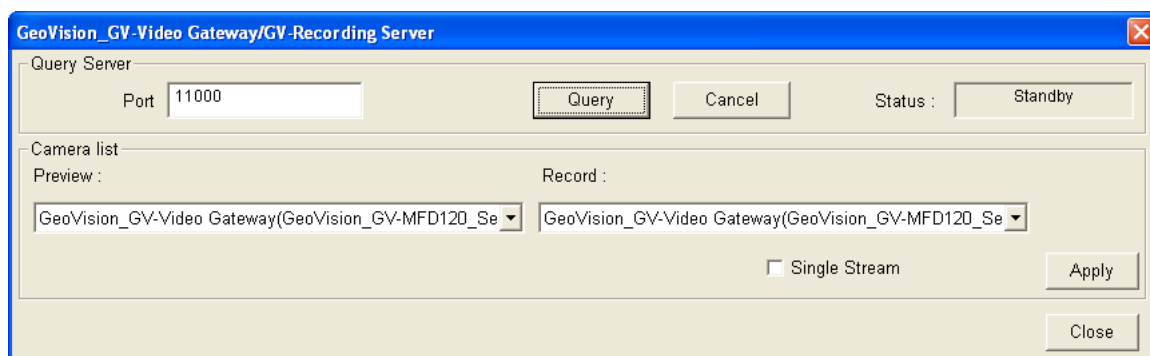 GeoVision_GV-Video Gateway/GV-Recording Server
Query Server
Port 11000 Query Cancel Status : Standby
Camera list
Preview : Record :
GeoVision_GV-Video Gateway(GeoVision_GV-MFD120_Se GeoVision_GV-Video Gateway(GeoVision_GV-MFD120_Se
Single Stream Apply
Close